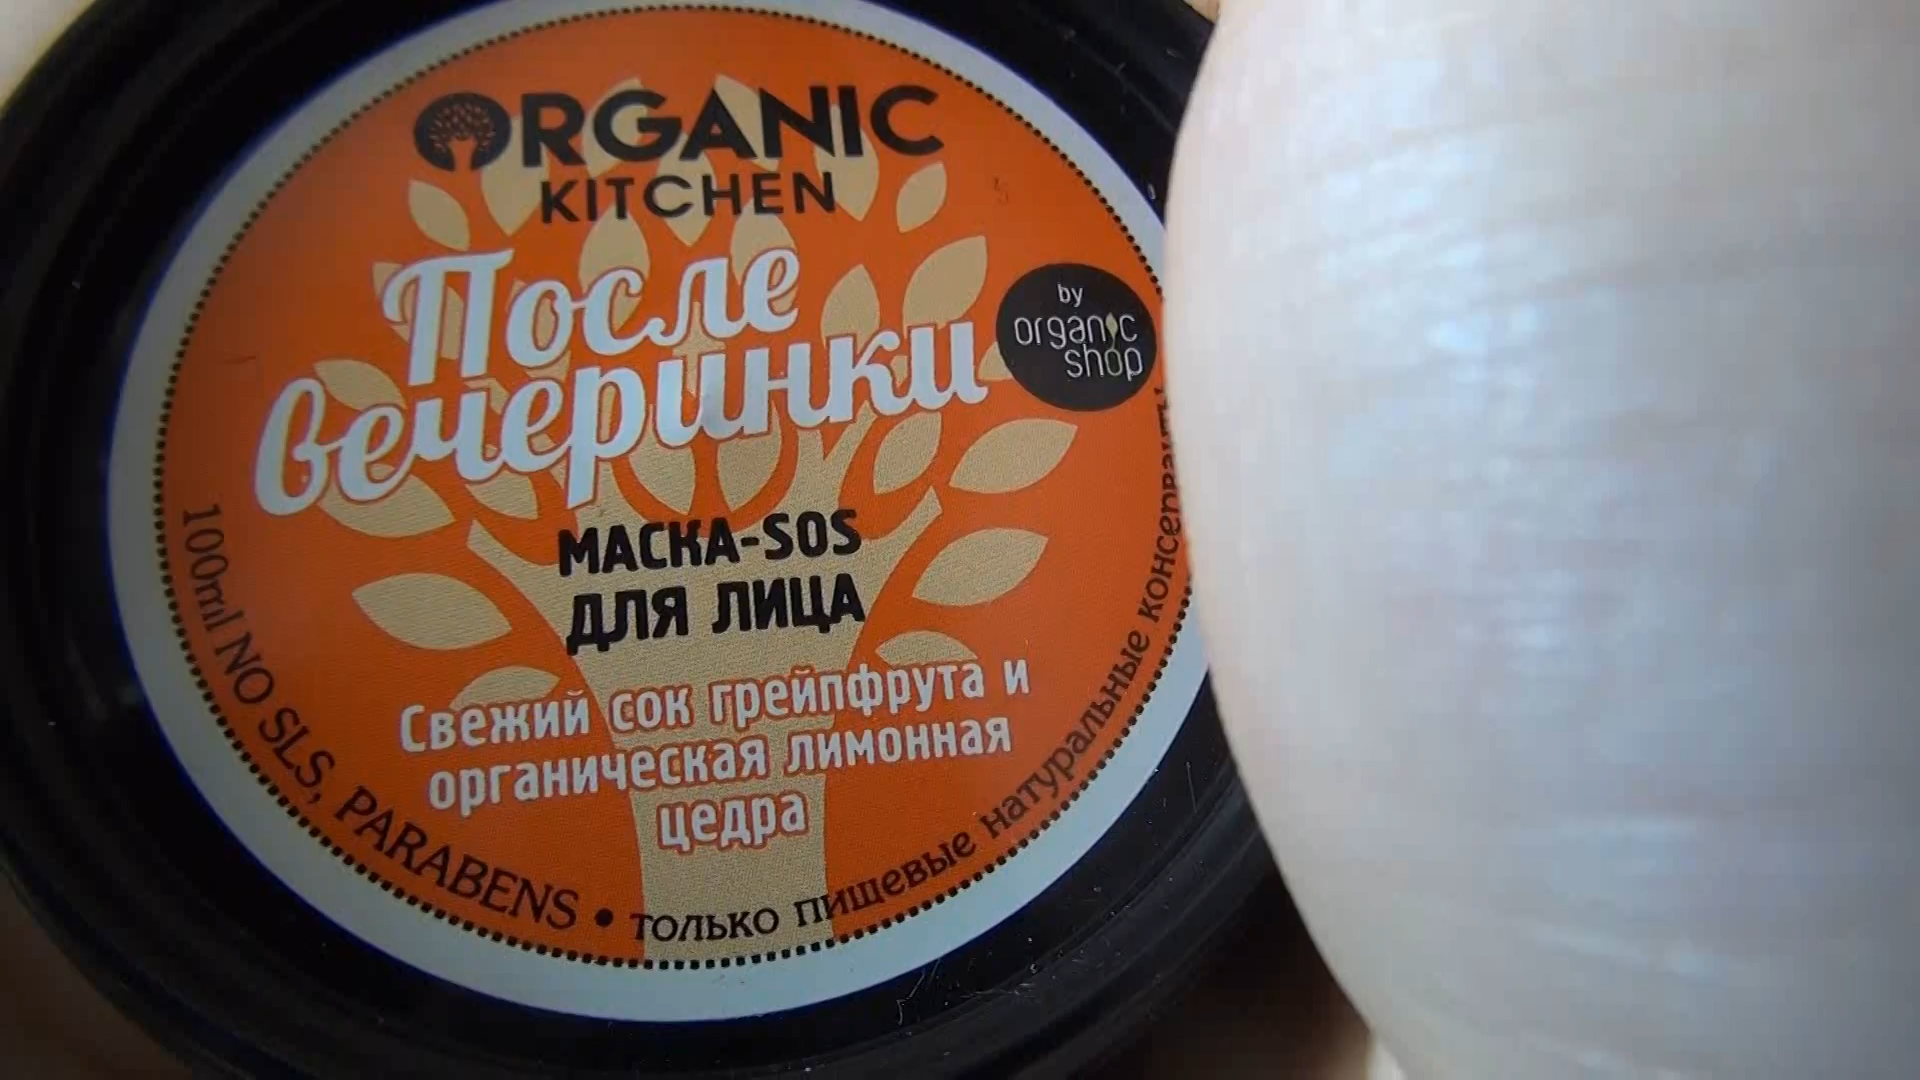 ORGANIC
KITCHEN
После
вечеринки
by
organic
shop
МАСКА-SOS
ДЛЯ ЛИЦА
Свежий сок грейпфрута и
органическая лимонная
цедра
100ml NO SLS, PARABENS • только пищевые натуральные консерванты